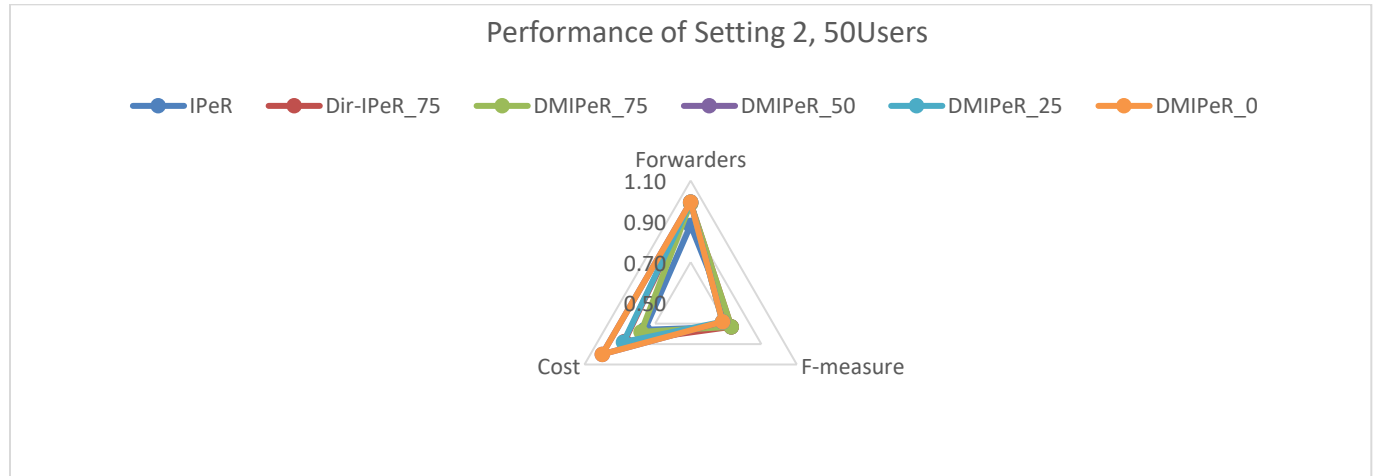 Performance of Setting 2, 50Users
IPeR Dir-IPeR_75 DMIPeR_75 DMIPeR_50 DMIPeR_25 DMIPeR_0
Forwarders
1.10
0.90
0.70
0.50
Cost F-measure